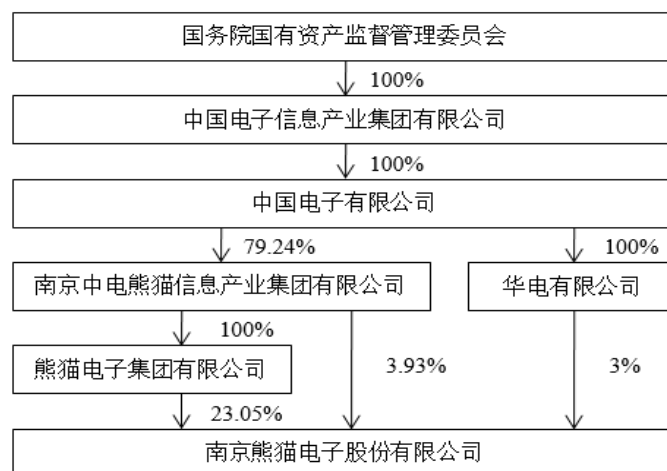 国务院国有资产监督管理委员会
100%
中国电子信息产业集团有限公司
100%
中国电子有限公司
79.24%
100%
南京中电熊猫信息产业集团有限公司
华电有限公司
100%
熊猫电子集团有限公司
3.93%
3%
23.05%
南京熊猫电子股份有限公司